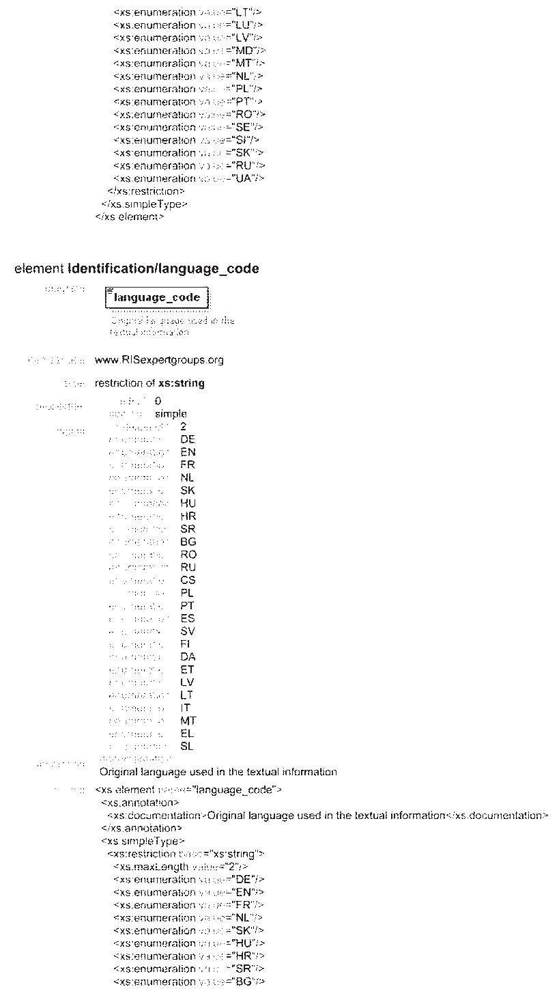 <xs:enumeration value="LT"/>
<xs:enumeration value="LU"/>
<xs:enumeration value="LV"/>
<xs:enumeration value="MD"/>
<xs:enumeration value="MT"/>
<xs:enumeration value="NL"/>
<xs:enumeration value="PL"/>
<xs:enumeration value="PT"/>
<xs:enumeration value="RO"/>
<xs:enumeration value="SE"/>
<xs:enumeration value="SI"/>
<xs:enumeration value="SK"/>
<xs:enumeration value="RU"/>
<xs:enumeration value="UA"/>
</xs:restriction>
</xs:simpleType>
</xs:element>
element Identification/language_code
diagram
language_code
Original language used in the
textual information
namespace www.RISexpertgroups.org
type restriction of xs:string
properties
0
content simple
2
enumeration DE
enumeration EN
enumeration FR
enumeration NL
enumeration SK
enumeration HU
enumeration HR
enumeration SR
enumeration BG
enumeration RO
enumeration RU
enumeration CS
enumeration PL
enumeration PT
enumeration ES
enumeration SV
enumeration FI
enumeration DA
enumeration ET
enumeration LV
enumeration LT
enumeration IT
enumeration MT
enumeration EL
enumeration SL
annotation documentation
Original language used in the textual information
<xs:element name="language_code">
<xs:annotation>
<xs:documentation>Original language used in the textual information</xs:documentation>
</xs:annotation>
<xs:simpleType>
<xs:restriction base="xs:string">
<xs:maxLength value="2"/>
<xs:enumeration value="DE"/>
<xs:enumeration value="EN"/>
<xs:enumeration value="FR"/>
<xs:enumeration value="NL"/>
<xs:enumeration value="SK"/>
<xs:enumeration value="HU"/>
<xs:enumeration value="HR"/>
<xs:enumeration value="SR"/>
<xs:enumeration value="BG"/>